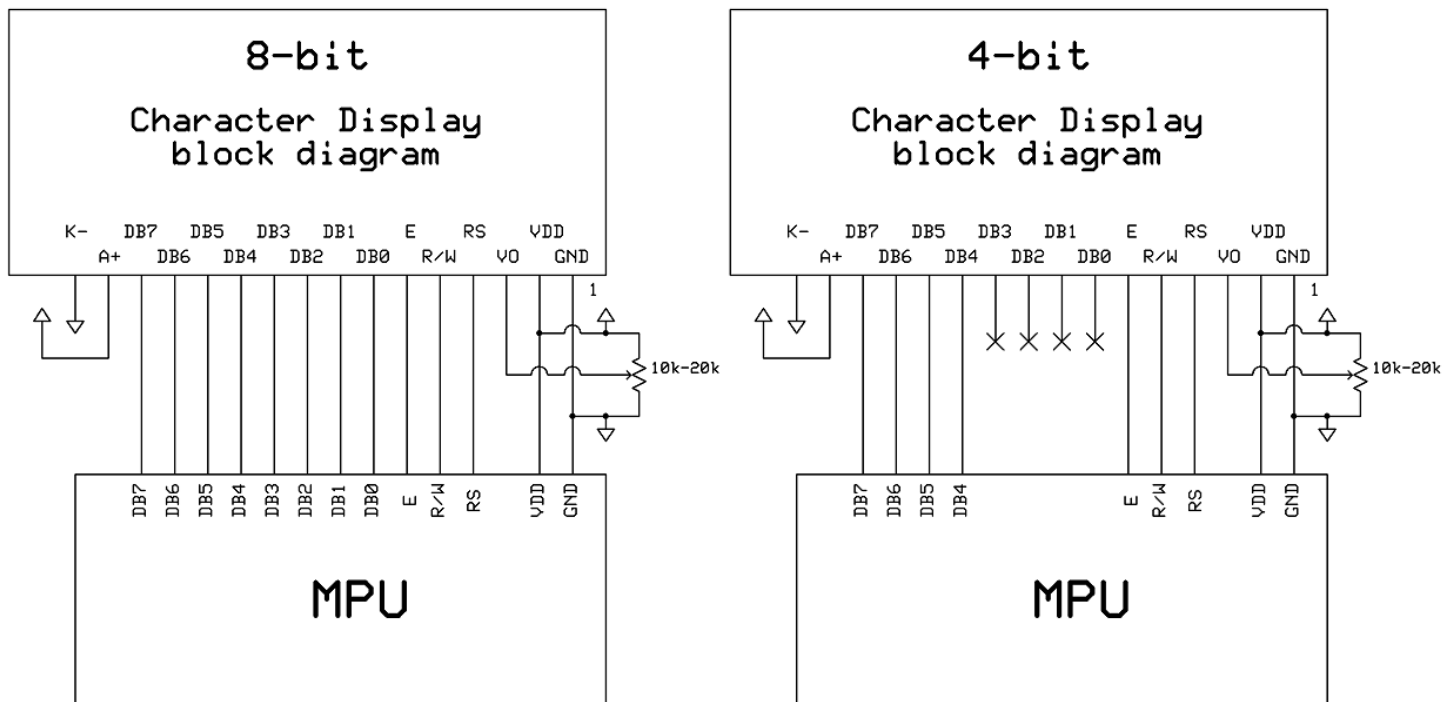 8-bit
Character Display
block diagram
K- DB7 DB5 DB3 DB1 E RS VDD
A+ DB6 DB4 DB2 DB0 R/W VO GND
1
10k-20k
DB7 DB6 DB5 DB4 DB3 DB2 DB1 DB0 E R/W RS VDD GND
MPU
4-bit
Character Display
block diagram
K- DB7 DB5 DB3 DB1 E RS VDD
A+ DB6 DB4 DB2 DB0 R/W VO GND
1
10k-20k
DB7 DB6 DB5 DB4 E R/W RS VDD GND
MPU